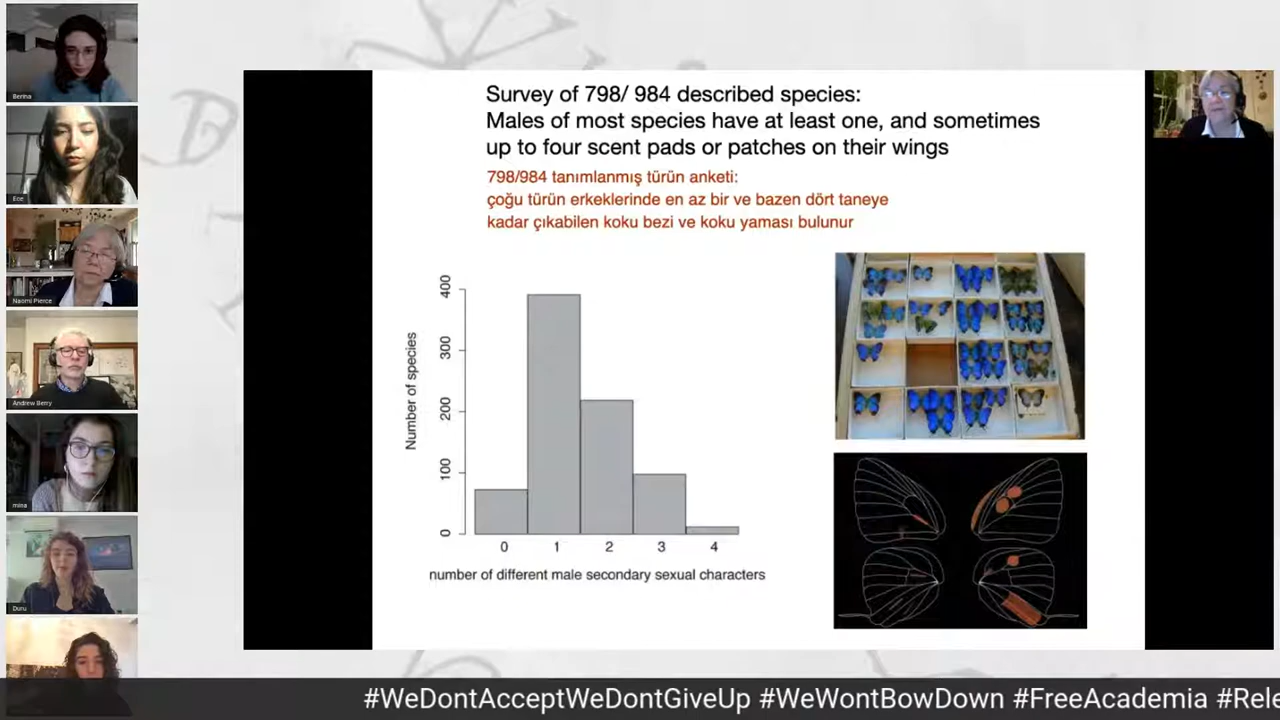 Berina
Ece
Naomi Pierce
Andrew Berry
mina
Duru
Survey of 798/ 984 described species:
Males of most species have at least one, and sometimes
up to four scent pads or patches on their wings
798/984 tanımlanmış türün anketi:
çoğu türün erkeklerinde en az bir ve bazen dört taneye
kadar çıkabilen koku bezi ve koku yaması bulunur
Number of species
400
300
200
100
0
0 1 2 3 4
number of different male secondary sexual characters
#WeDontAcceptWeDontGiveUp #WeWontBowDown #FreeAcademia #Rele